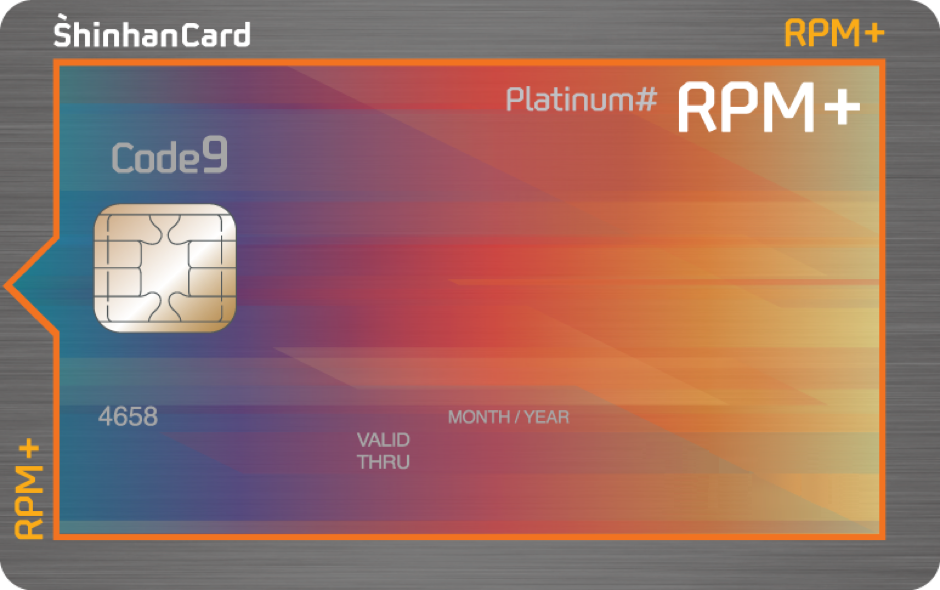 ShinhanCard
RPM+
Platinum# RPM+
Code9
4658
MONTH / YEAR
VALID
THRU
RPM+